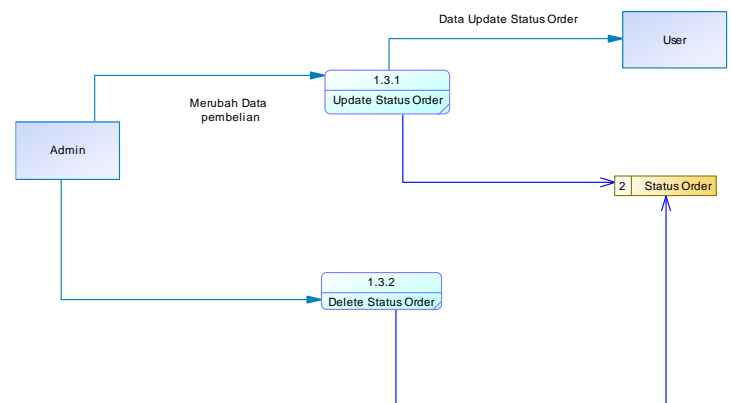 Data Update Status Order
User
1.3.1
Update Status Order
Merubah Data
pembelian
Admin
2 Status Order
1.3.2
Delete Status Order